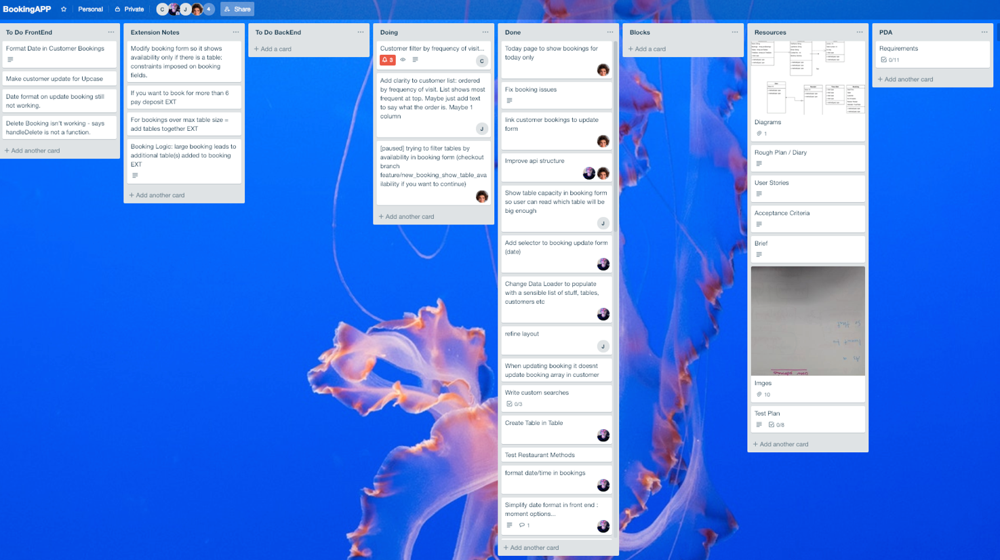 BookingAPP
Personal
Private
C
J
4
Share
To Do FrontEnd
Format Date in Customer Bookings
Make customer update for Upcase
Date format on update booking still
not working.
Delete Booking isn't working - says
handleDelete is not a function.
+ Add another card
Extension Notes
Modify booking form so it shows
availability only if there is a table:
constraints imposed on booking
fields.
If you want to book for more than 6
pay deposit EXT
For bookings over max table size =
add tables together EXT
Booking Logic: large booking leads to
additional table(s) added to booking
EXT
+ Add another card
To Do BackEnd
+ Add a card
Doing
Customer filter by frequency of visit...
3
C
Add clarity to customer list: ordered
by frequency of visit. List shows most
frequent at top. Maybe just add text
to say what the order is. Maybe 1
column
J
[paused] trying to filter tables by
availability in booking form (checkout
branch
feature/new_booking_show_table_ava
ilability if you want to continue)
+ Add another card
Done
Today page to show bookings for
today only
Fix booking issues
link customer bookings to update
form
Improve api structure
Show table capacity in booking form
so user can read which table will be
big enough
J
Add selector to booking update form
(date)
Change Data Loader to populate
with a sensible list of stuff, tables,
customers etc
refine layout
J
When updating booking it doesnt
update booking array in customer
Write custom searches
0/3
Create Table in Table
Test Restaurant Methods
format date/time in bookings
Simplify date format in front end :
moment options...
1
+ Add another card
Blocks
+ Add a card
Resources
Diagrams
1
Rough Plan / Diary
User Stories
Acceptance Criteria
Brief
Imges
10
Test Plan
0/8
+ Add another card
PDA
Requirements
0/11
+ Add another card